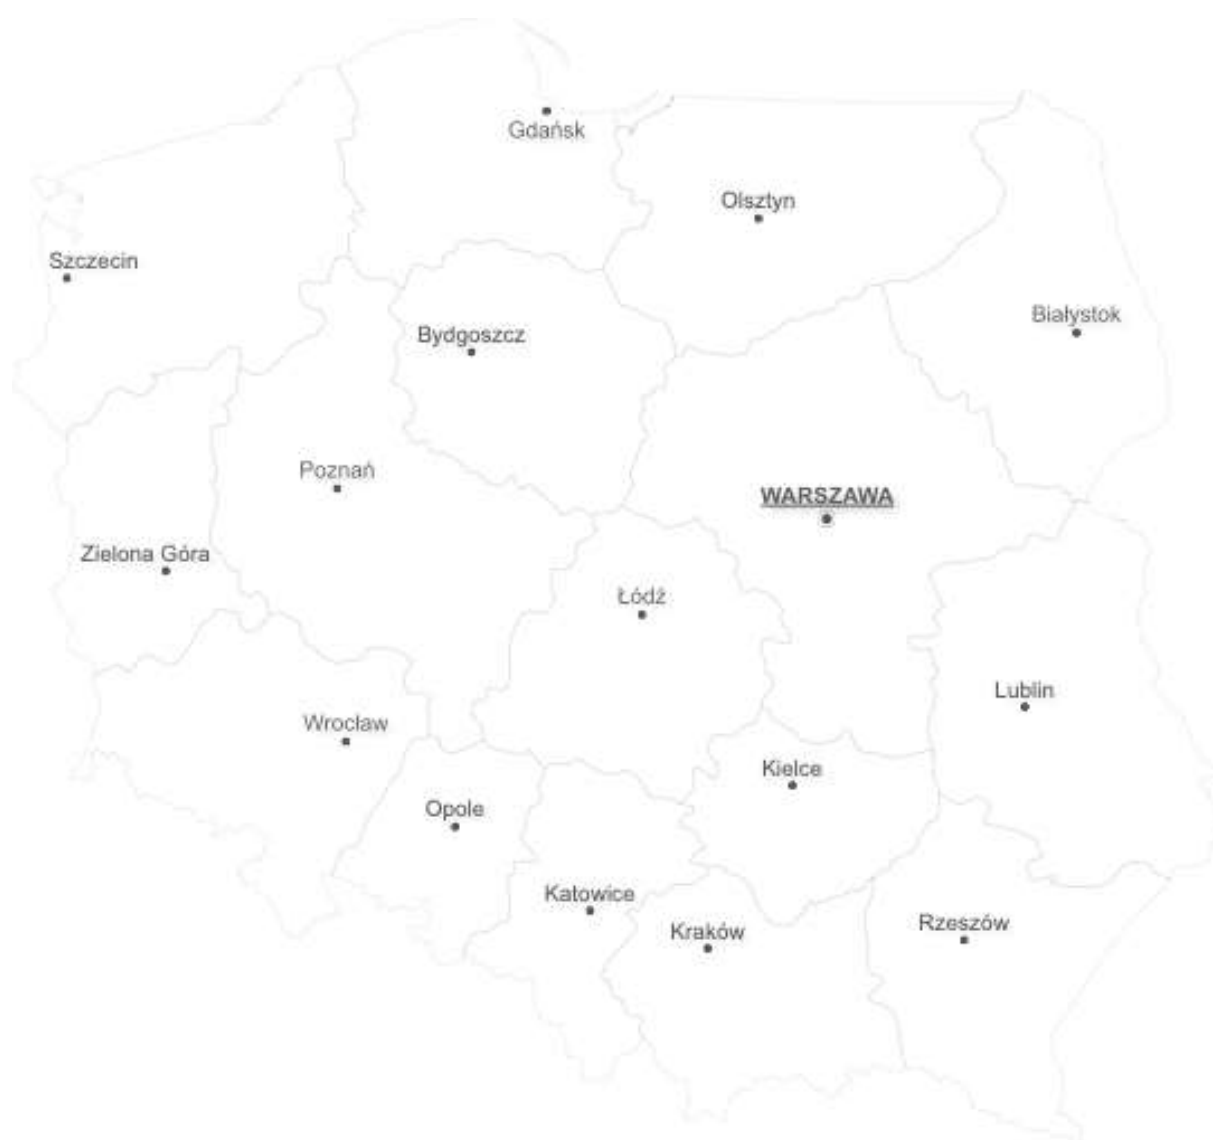 Gdańsk
Olsztyn
Szczecin
Białystok
Bydgoszcz
Poznań
WARSZAWA
Zielona Góra
Łódź
Lublin
Wrocław
Kielce
Opole
Katowice
Rzeszów
Kraków